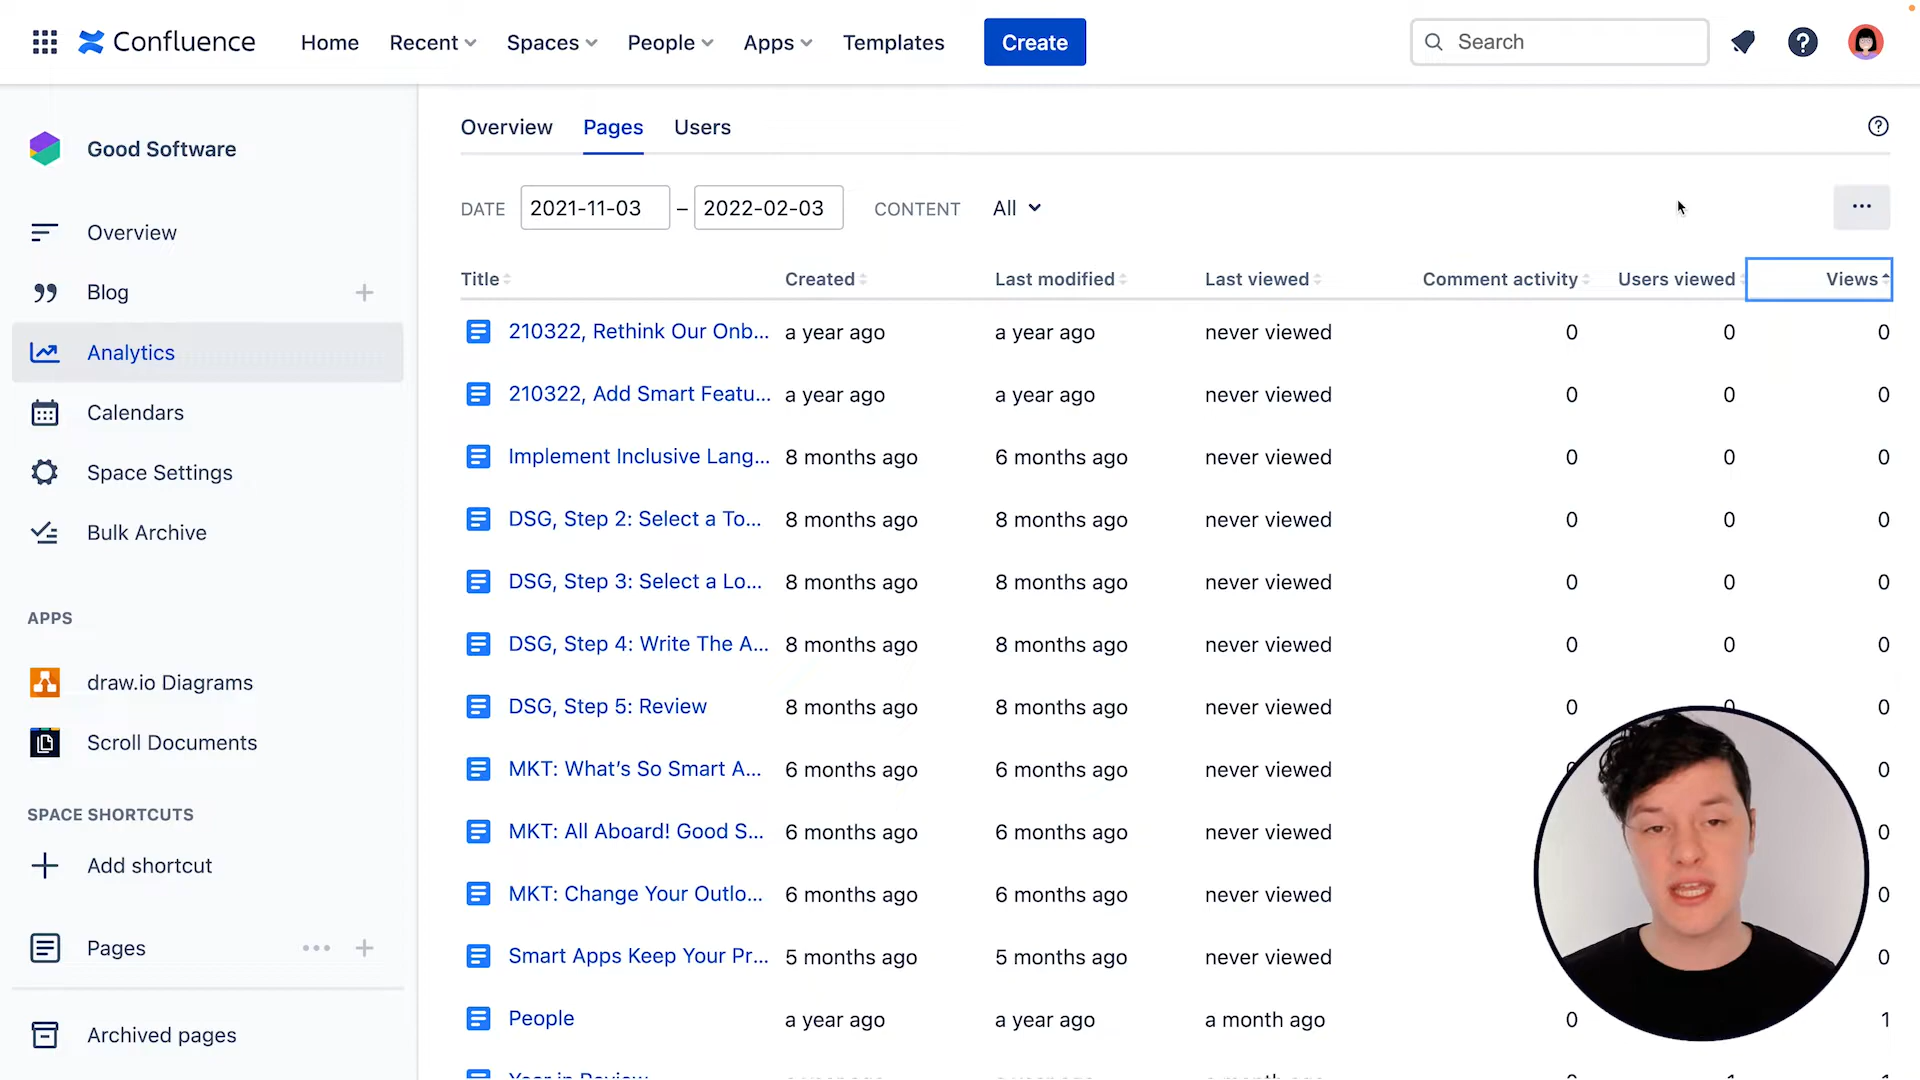 Confluence Home Recent Spaces People Apps Templates Create Search
Good Software
Overview
Blog
Analytics
Calendars
Space Settings
Bulk Archive
APPS
draw.io Diagrams
Scroll Documents
SPACE SHORTCUTS
Add shortcut
Pages
Archived pages
Overview Pages Users
DATE 2021-11-03 – 2022-02-03 CONTENT All
Title Created Last modified Last viewed Comment activity Users viewed Views
210322, Rethink Our Onb... a year ago a year ago never viewed 0 0 0
210322, Add Smart Featu... a year ago a year ago never viewed 0 0 0
Implement Inclusive Lang... 8 months ago 6 months ago never viewed 0 0 0
DSG, Step 2: Select a To... 8 months ago 8 months ago never viewed 0 0 0
DSG, Step 3: Select a Lo... 8 months ago 8 months ago never viewed 0 0 0
DSG, Step 4: Write The A... 8 months ago 8 months ago never viewed 0 0 0
DSG, Step 5: Review 8 months ago 8 months ago never viewed 0 0 0
MKT: What's So Smart A... 6 months ago 6 months ago never viewed 0 0
MKT: All Aboard! Good S... 6 months ago 6 months ago never viewed 0
MKT: Change Your Outlo... 6 months ago 6 months ago never viewed 0
Smart Apps Keep Your Pr... 5 months ago 5 months ago never viewed 0
People a year ago a year ago a month ago 0 1